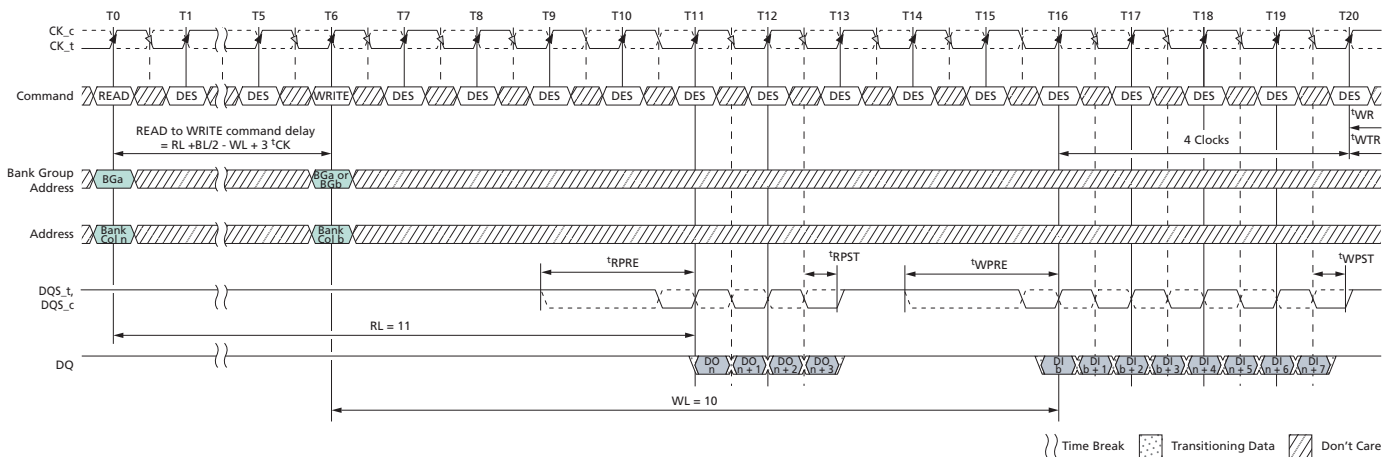 T0 T1 T5 T6 T7 T8 T9 T10 T11 T12 T13 T14 T15 T16 T17 T18 T19 T20
CK_c
CK_t
Command READ DES DES WRITE DES DES DES DES DES DES DES DES DES DES DES DES DES DES
READ to WRITE command delay
= RL +BL/2 - WL + 3 tCK
4 Clocks
tWR
tWTR
Bank Group
Address
BGa
BGa or
BGb
Address
Bank
Col n
Bank
Col b
tRPRE tRPST tWPRE tWPST
DQS_t,
DQS_c
RL = 11
DQ
DO
n
DO
n + 1
DO
n + 2
DO
n + 3
DI
b
DI
b + 1
DI
b + 2
DI
b + 3
DI
n + 4
DI
n + 5
DI
n + 6
DI
n + 7
WL = 10
Time Break Transitioning Data Don't Care